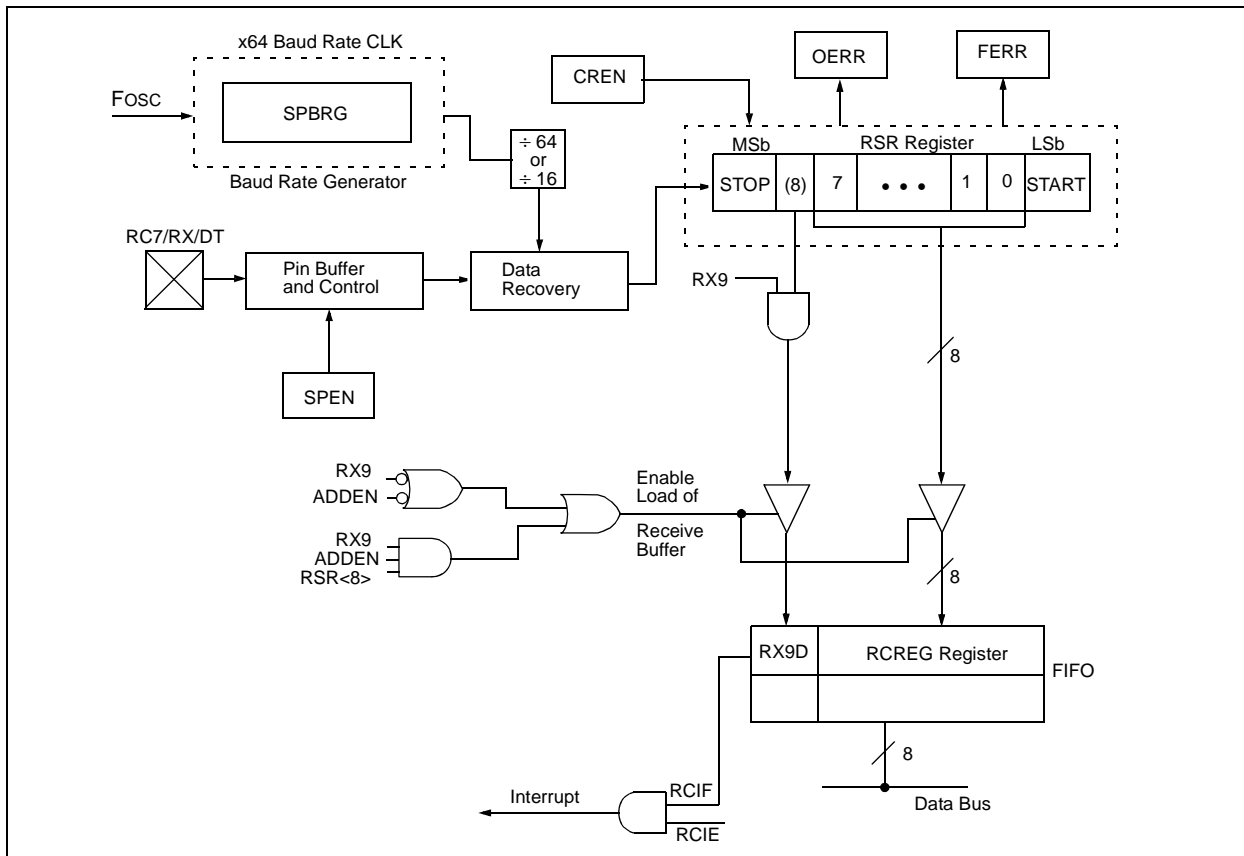 x64 Baud Rate CLK
FOSC
SPBRG
Baud Rate Generator
÷ 64
or
÷ 16
CREN
OERR
FERR
MSb
RSR Register
LSb
STOP
(8)
7
• • •
1
0
START
RC7/RX/DT
Pin Buffer
and Control
Data
Recovery
SPEN
RX9
8
RX9
ADDEN
RX9
ADDEN
RSR<8>
Enable
Load of
Receive
Buffer
8
RX9D
RCREG Register
FIFO
8
Data Bus
Interrupt
RCIF
RCIE